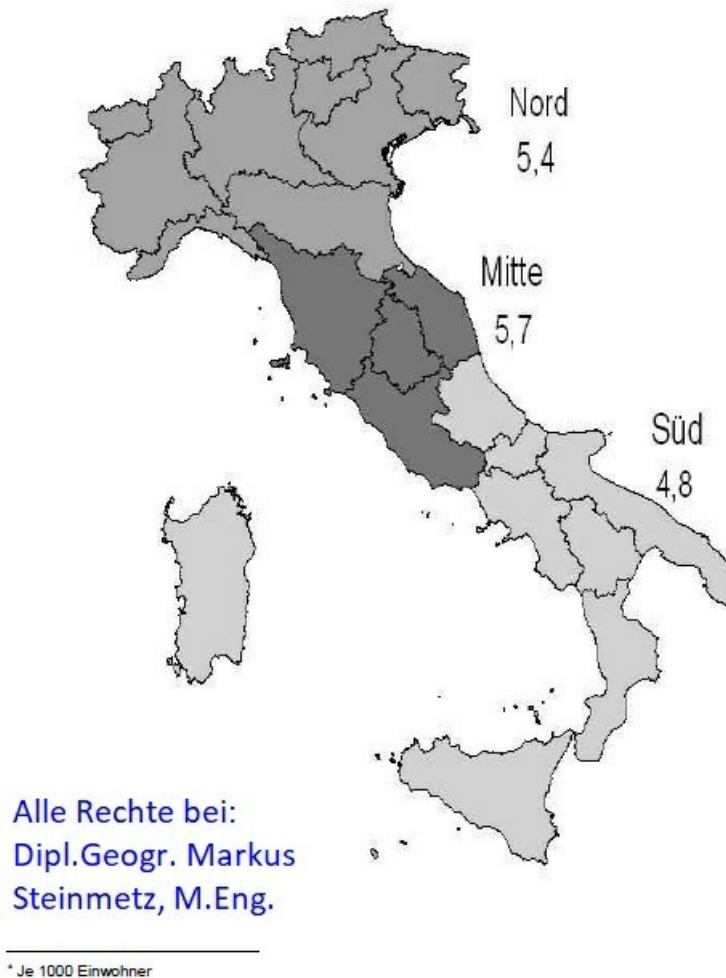 Nord
5,4
Mitte
5,7
Süd
4,8
Alle Rechte bei:
Dipl.Geogr. Markus
Steinmetz, M.Eng.
* Je 1000 Einwohner